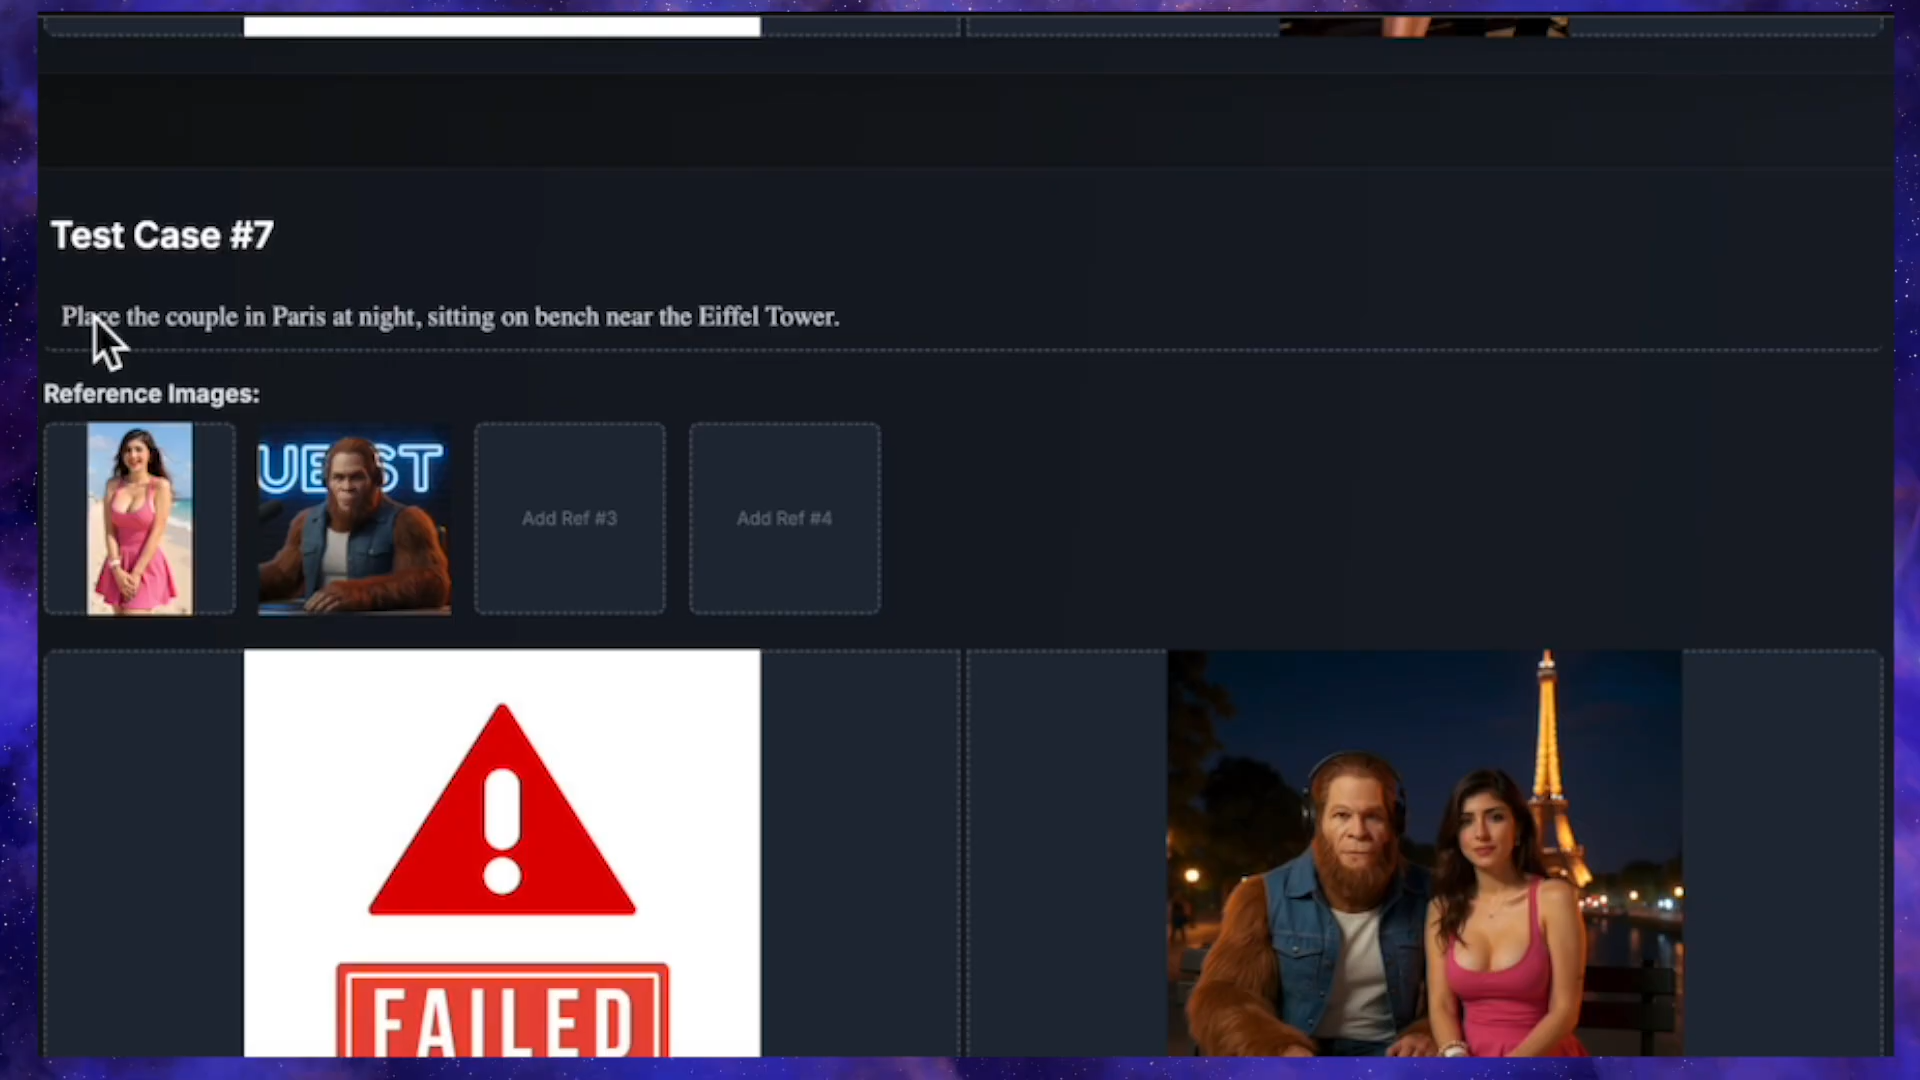 Test Case #7
Place the couple in Paris at night, sitting on bench near the Eiffel Tower.
Reference Images:
UEST
Add Ref #3
Add Ref #4
FAILED